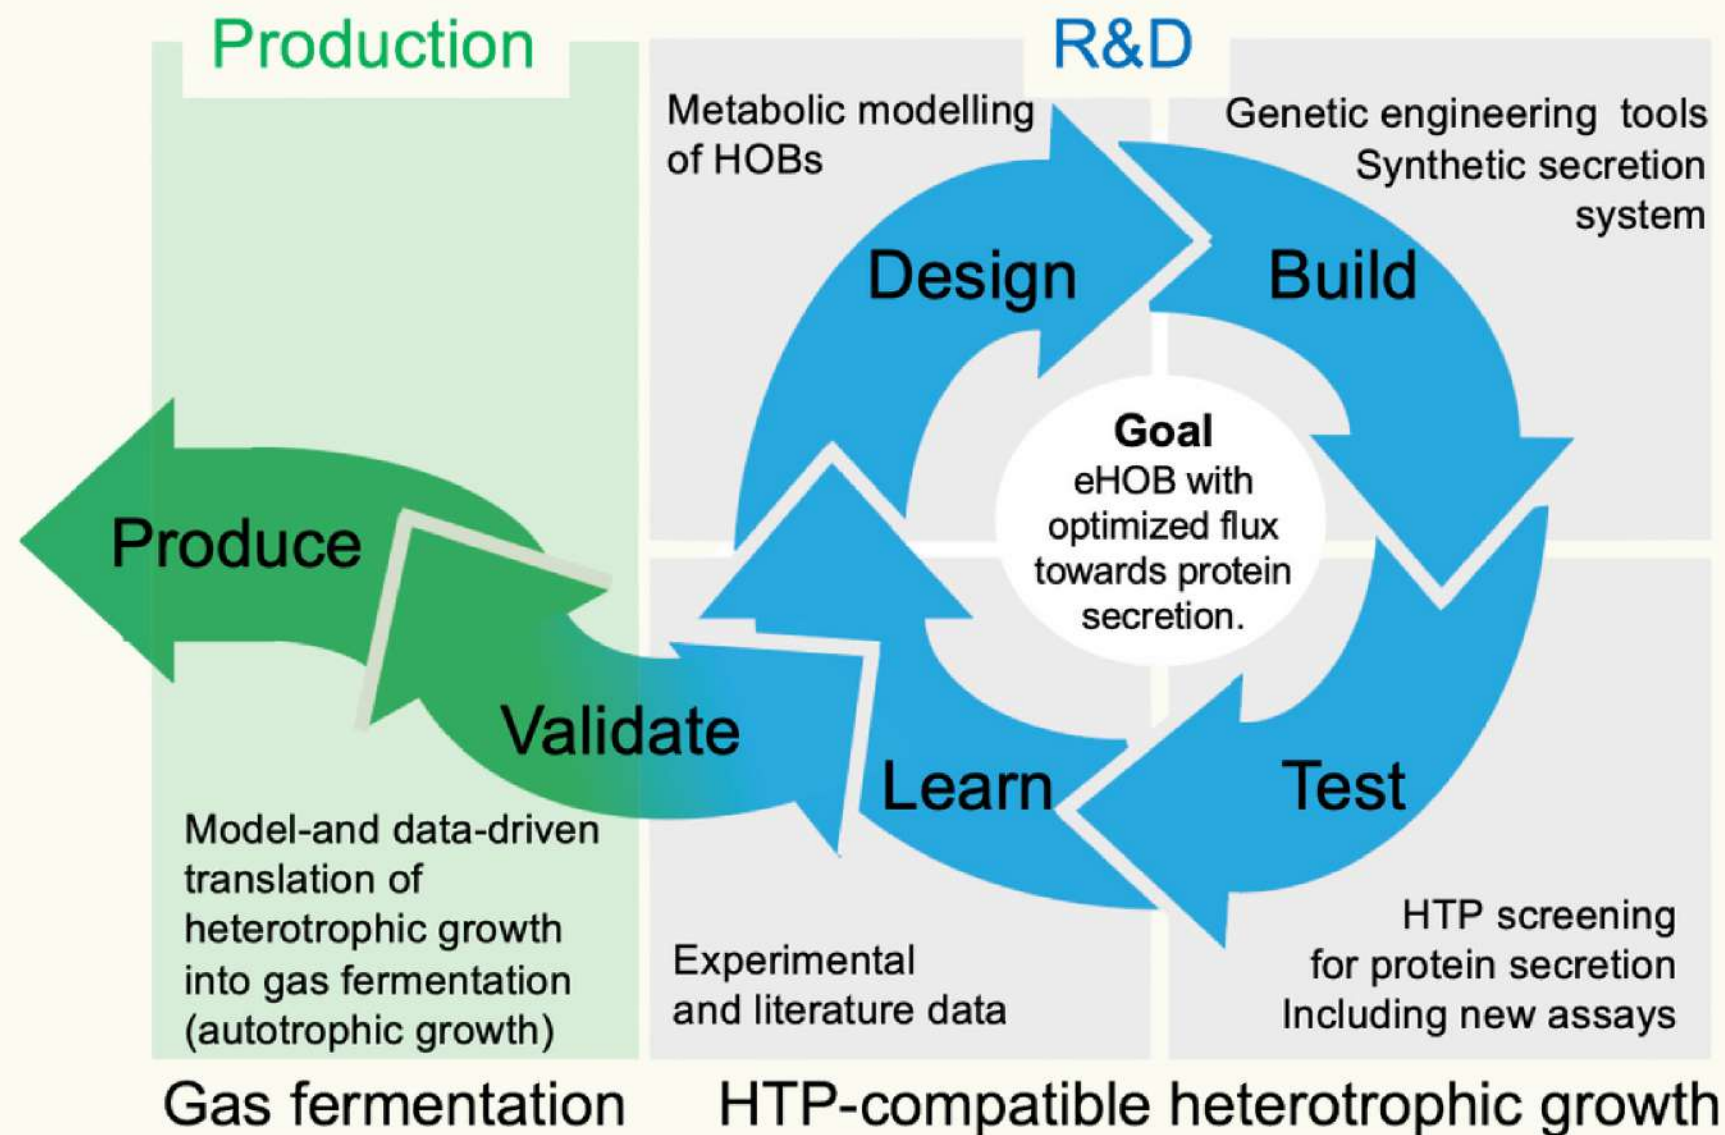 Production
R&D
Metabolic modelling
of HOBs
Genetic engineering tools
Synthetic secretion
system
Design
Build
Goal
eHOB with
optimized flux
towards protein
secretion.
Produce
Validate
Learn
Test
Model-and data-driven
translation of
heterotrophic growth
into gas fermentation
(autotrophic growth)
Experimental
and literature data
HTP screening
for protein secretion
Including new assays
Gas fermentation
HTP-compatible heterotrophic growth